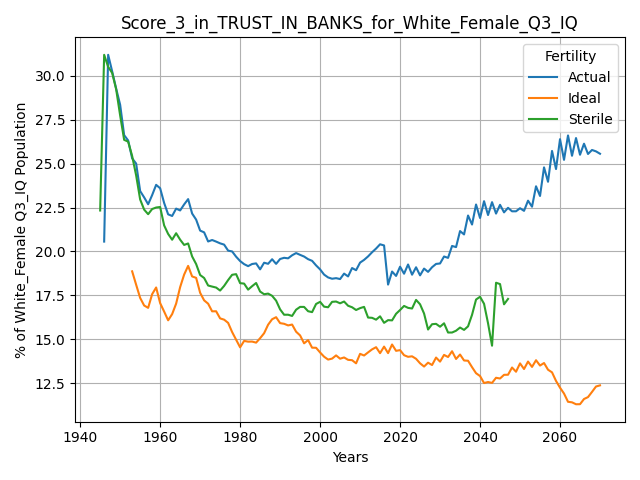 Score_3_in_TRUST_IN_BANKS_for_White_Female_Q3_IQ
Fertility
Actual
Ideal
Sterile
% of White_Female Q3_IQ Population
30.0
27.5
25.0
22.5
20.0
17.5
15.0
12.5
1940
1960
1980
2000
2020
2040
2060
Years